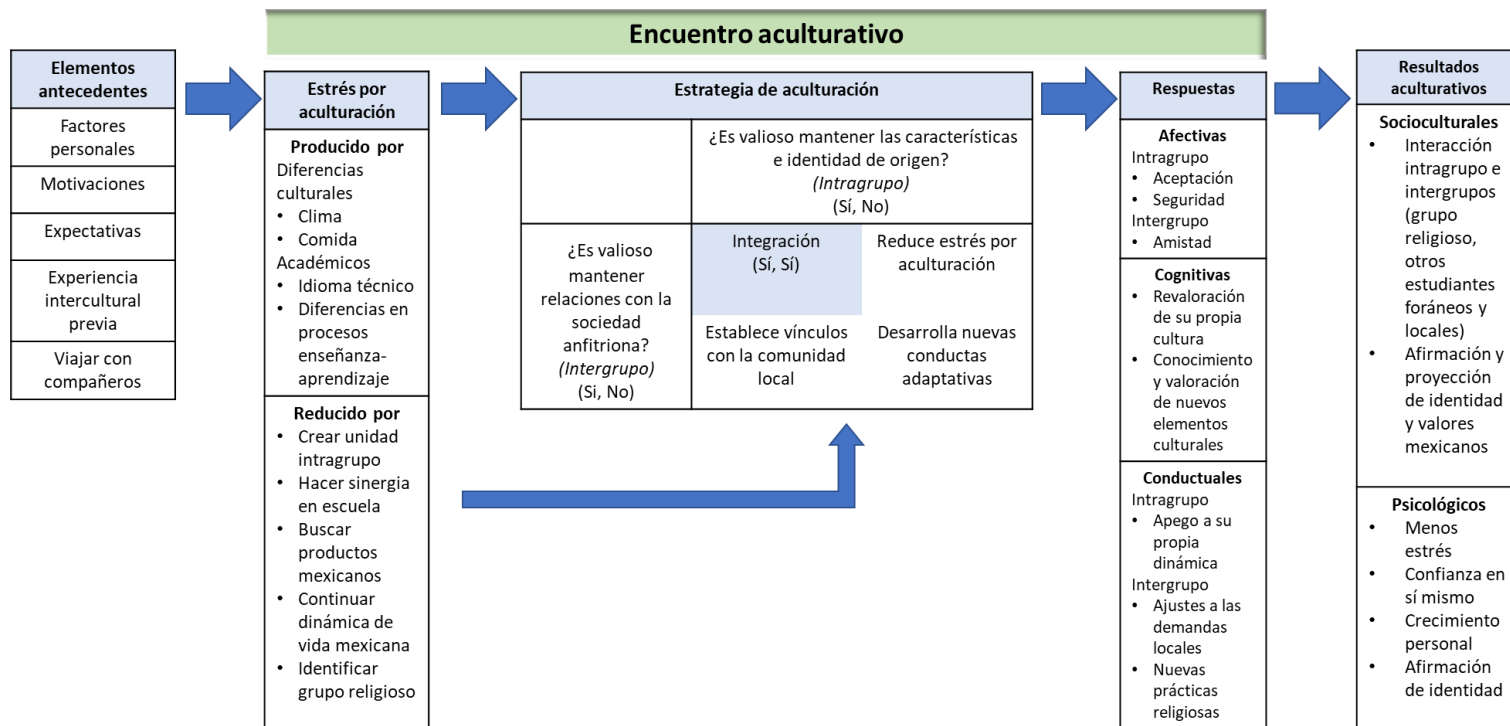 Encuentro aculturativo
Elementos
antecedentes
Factores
personales
Motivaciones
Expectativas
Experiencia
intercultural
previa
Viajar con
compañeros
Estrés por
aculturación
Producido por
Diferencias
culturales
• Clima
• Comida
Académicos
• Idioma técnico
• Diferencias en
procesos
enseñanza-
aprendizaje
Reducido por
• Crear unidad
intragrupo
• Hacer sinergia
en escuela
• Buscar
productos
mexicanos
• Continuar
dinámica de
vida mexicana
• Identificar
grupo religioso
Estrategia de aculturación
¿Es valioso mantener las características
e identidad de origen?
(Intragrupo)
(Sí, No)
¿Es valioso
mantener
relaciones con la
sociedad
anfitriona?
(Intergrupo)
(Si, No)
Integración
(Sí, Sí)
Reduce estrés por
aculturación
Establece vínculos
con la comunidad
local
Desarrolla nuevas
conductas
adaptativas
Respuestas
Afectivas
Intragrupo
• Aceptación
• Seguridad
Intergrupo
• Amistad
Cognitivas
• Revaloración
de su propia
cultura
• Conocimiento
y valoración
de nuevos
elementos
culturales
Conductuales
Intragrupo
• Apego a su
propia
dinámica
Intergrupo
• Ajustes a las
demandas
locales
• Nuevas
prácticas
religiosas
Resultados
aculturativos
Socioculturales
• Interacción
intragrupo e
intergrupos
(grupo
religioso,
otros
estudiantes
foráneos y
locales)
• Afirmación y
proyección
de identidad
y valores
mexicanos
Psicológicos
• Menos
estrés
• Confianza en
sí mismo
• Crecimiento
personal
• Afirmación
de identidad